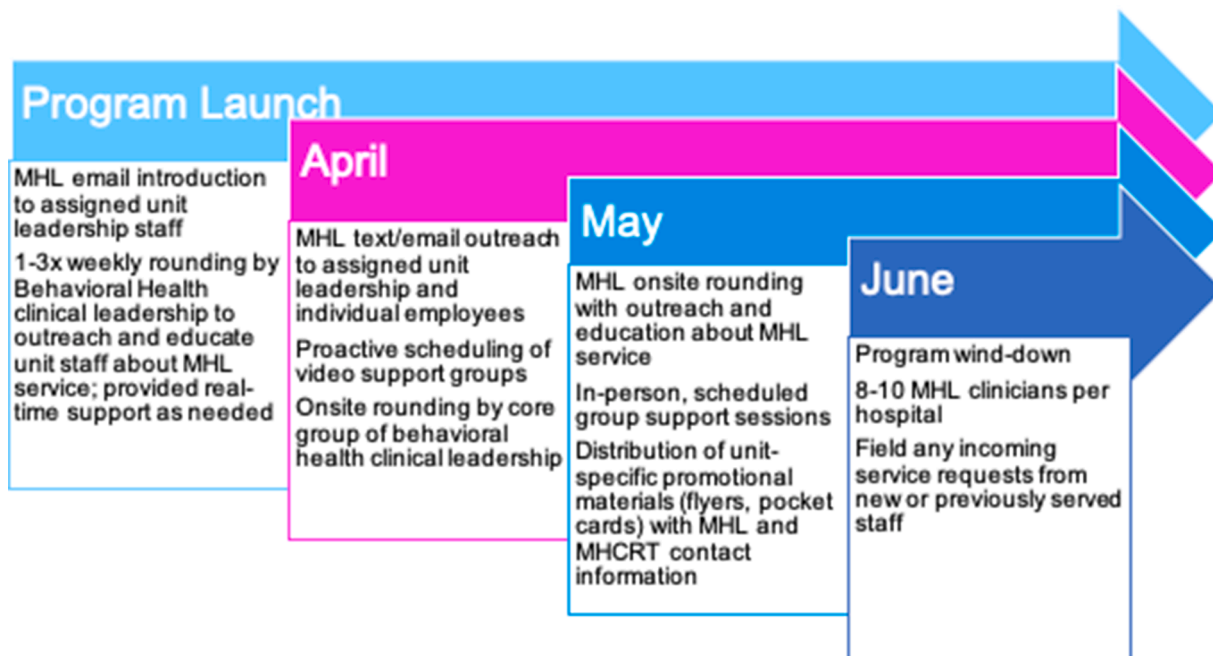 Program Launch
MHL email introduction
to assigned unit
leadership staff
1-3x weekly rounding by
Behavioral Health
clinical leadership to
outreach and educate
unit staff about MHL
service; provided real-
time support as needed
April
MHL text/email outreach
to assigned unit
leadership and
individual employees
Proactive scheduling of
video support groups
Onsite rounding by core
group of behavioral
health clinical leadership
May
MHL onsite rounding
with outreach and
education about MHL
service
In-person, scheduled
group support sessions
Distribution of unit-
specific promotional
materials (flyers, pocket
cards) with MHL and
MHCRT contact
information
June
Program wind-down
8-10 MHL clinicians per
hospital
Field any incoming
service requests from
new or previously served
staff